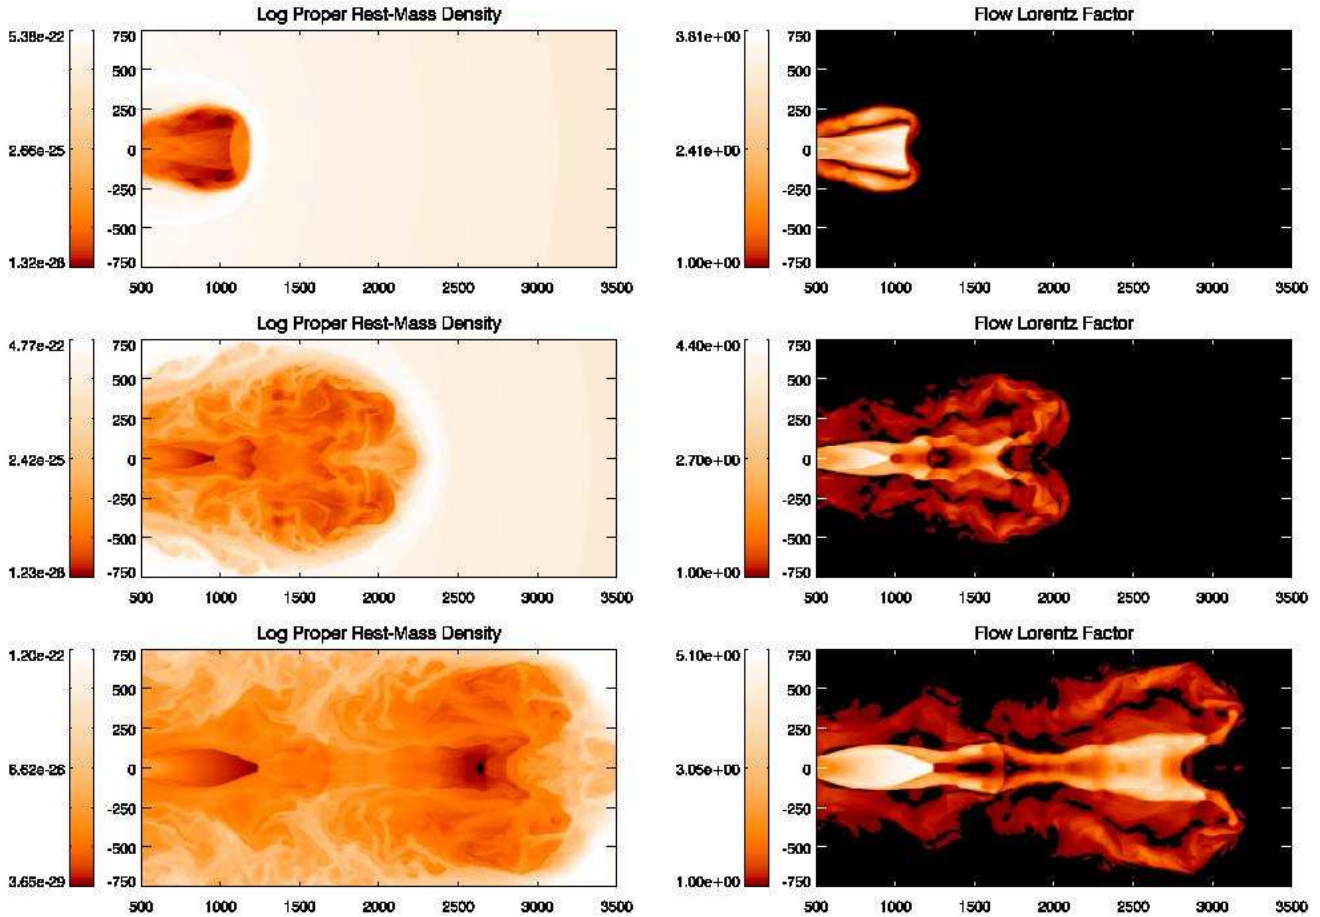 Log Proper Rest-Mass Density
Flow Lorentz Factor
5.38e-22
2.66e-25
1.32e-28
750
500
250
0
-250
-500
-750
500 1000 1500 2000 2500 3000 3500
3.81e+00
2.41e+00
1.00e+00
750
500
250
0
-250
-500
-750
500 1000 1500 2000 2500 3000 3500
Log Proper Rest-Mass Density
Flow Lorentz Factor
4.77e-22
2.42e-25
1.23e-28
750
500
250
0
-250
-500
-750
500 1000 1500 2000 2500 3000 3500
4.40e+00
2.70e+00
1.00e+00
750
500
250
0
-250
-500
-750
500 1000 1500 2000 2500 3000 3500
Log Proper Rest-Mass Density
Flow Lorentz Factor
1.20e-22
6.62e-26
3.65e-29
750
500
250
0
-250
-500
-750
500 1000 1500 2000 2500 3000 3500
5.10e+00
3.05e+00
1.00e+00
750
500
250
0
-250
-500
-750
500 1000 1500 2000 2500 3000 3500